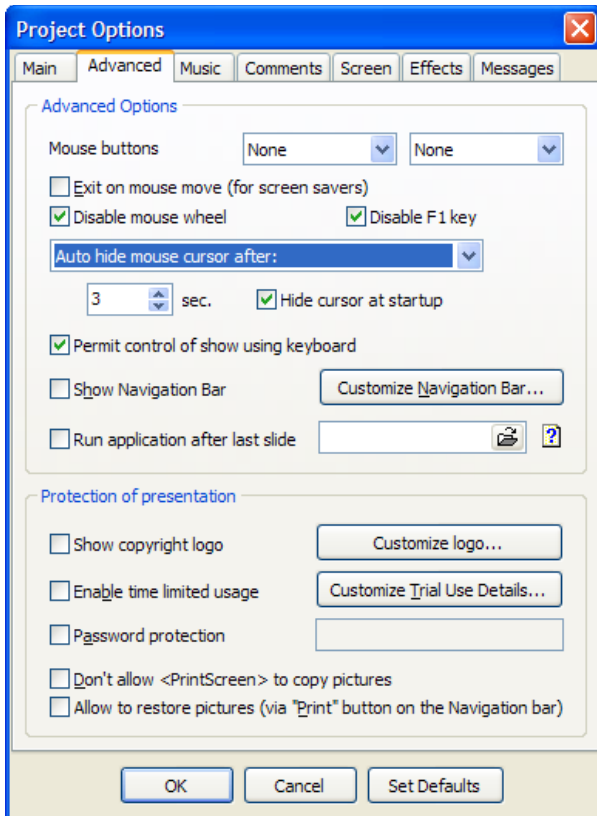 Project Options
Main Advanced Music Comments Screen Effects Messages
Advanced Options
Mouse buttons None None
Exit on mouse move (for screen savers)
Disable mouse wheel Disable F1 key
Auto hide mouse cursor after:
3 sec. Hide cursor at startup
Permit control of show using keyboard
Show Navigation Bar Customize Navigation Bar...
Run application after last slide ?
Protection of presentation
Show copyright logo Customize logo...
Enable time limited usage Customize Trial Use Details...
Password protection
Don't allow <PrintScreen> to copy pictures
Allow to restore pictures (via "Print" button on the Navigation bar)
OK Cancel Set Defaults